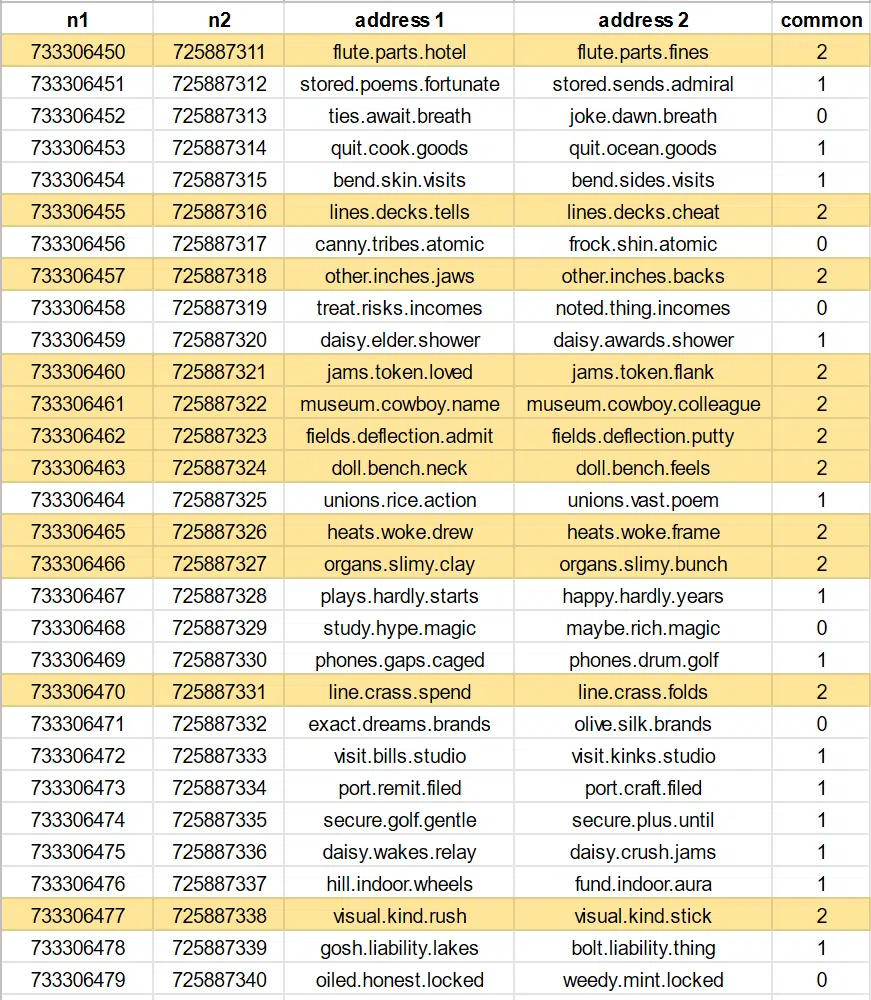 n1 n2 address 1 address 2 common
733306450 725887311 flute.parts.hotel flute.parts.fines 2
733306451 725887312 stored.poems.fortunate stored.sends.admiral 1
733306452 725887313 ties.await.breath joke.dawn.breath 0
733306453 725887314 quit.cook.goods quit.ocean.goods 1
733306454 725887315 bend.skin.visits bend.sides.visits 1
733306455 725887316 lines.decks.tells lines.decks.cheat 2
733306456 725887317 canny.tribes.atomic frock.shin.atomic 0
733306457 725887318 other.inches.jaws other.inches.backs 2
733306458 725887319 treat.risks.incomes noted.thing.incomes 0
733306459 725887320 daisy.elder.shower daisy.awards.shower 1
733306460 725887321 jams.token.loved jams.token.flank 2
733306461 725887322 museum.cowboy.name museum.cowboy.colleague 2
733306462 725887323 fields.deflection.admit fields.deflection.putty 2
733306463 725887324 doll.bench.neck doll.bench.feels 2
733306464 725887325 unions.rice.action unions.vast.poem 1
733306465 725887326 heats.woke.drew heats.woke.frame 2
733306466 725887327 organs.slimy.clay organs.slimy.bunch 2
733306467 725887328 plays.hardly.starts happy.hardly.years 1
733306468 725887329 study.hype.magic maybe.rich.magic 0
733306469 725887330 phones.gaps.caged phones.drum.golf 1
733306470 725887331 line.crass.spend line.crass.folds 2
733306471 725887332 exact.dreams.brands olive.silk.brands 0
733306472 725887333 visit.bills.studio visit.kinks.studio 1
733306473 725887334 port.remit.filed port.craft.filed 1
733306474 725887335 secure.golf.gentle secure.plus.until 1
733306475 725887336 daisy.wakes.relay daisy.crush.jams 1
733306476 725887337 hill.indoor.wheels fund.indoor.aura 1
733306477 725887338 visual.kind.rush visual.kind.stick 2
733306478 725887339 gosh.liability.lakes bolt.liability.thing 1
733306479 725887340 oiled.honest.locked weedy.mint.locked 0